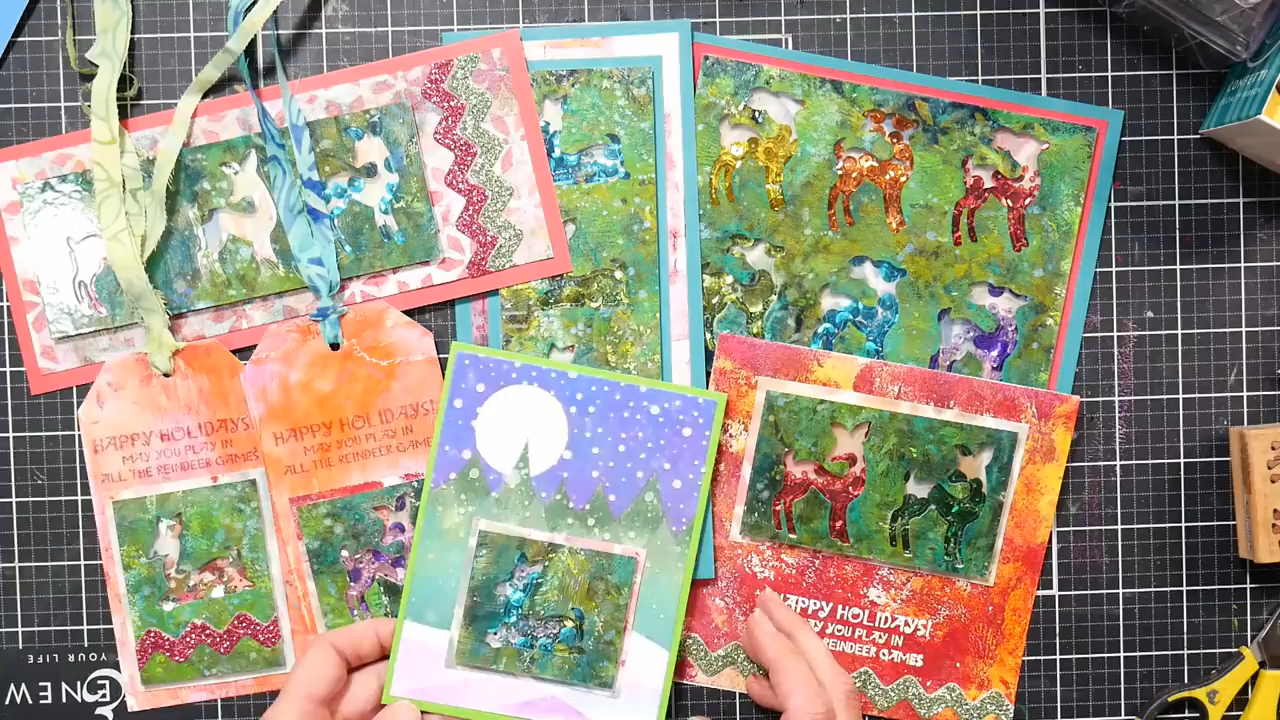 HAPPY HOLIDAYS!
MAY YOU PLAY IN
ALL THE REINDEER GAMES
HAPPY HOLIDAYS!
MAY YOU PLAY IN
ALL THE REINDEER GAME
HAPPY HOLIDAYS!
MAY YOU PLAY IN
REINDEER GAMES
YOUR LIFE